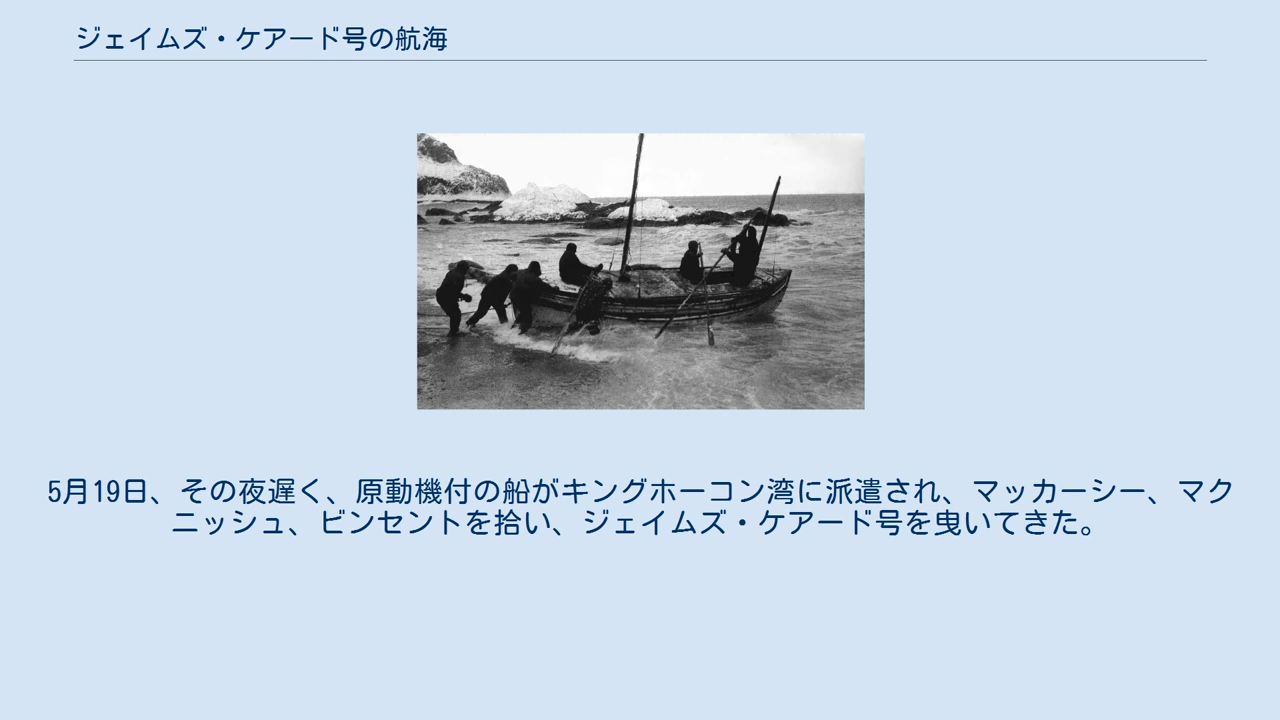 ジェイムズ・ケアード号の航海
5月19日、その夜遅く、原動機付の船がキングホーコン湾に派遣され、マッカーシー、マク
ニッシュ、ビンセントを拾い、ジェイムズ・ケアード号を曳いてきた。